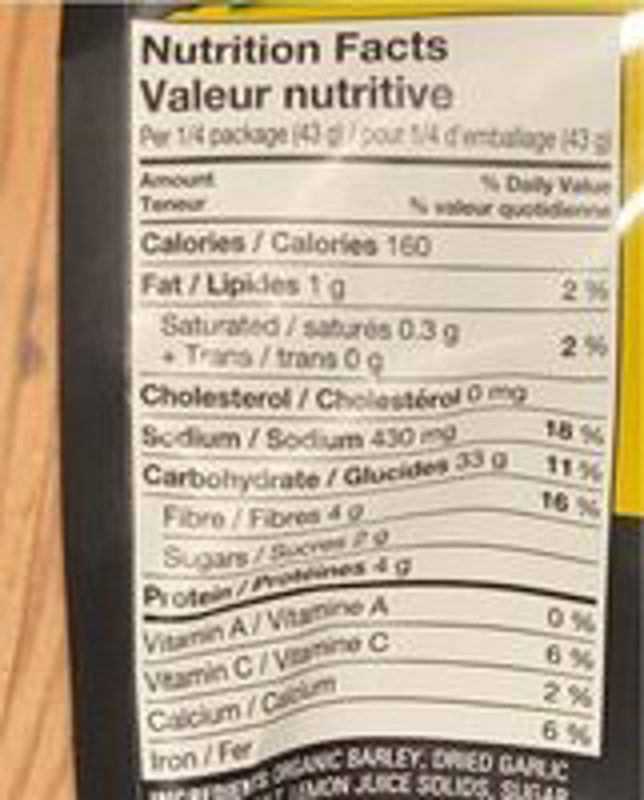 Nutrition Facts
Valeur nutritive
Per 1/4 package (43 g) / pour 1/4 d'emballage (43 g)
Amount % Daily Value
Teneur % valeur quotidienne
Calories / Calories 160
Fat / Lipides 1 g 2 %
Saturated / saturés 0.3 g
+ Trans / trans 0 g 2 %
Cholesterol / Cholestérol 0 mg
Sodium / Sodium 430 mg 18 %
Carbohydrate / Glucides 33 g 11 %
Fibre / Fibres 4 g 16 %
Sugars / Sucres 2 g
Protein / Protéines 4 g
Vitamin A / Vitamine A 0 %
Vitamin C / Vitamine C 6 %
Calcium / Calcium 2 %
Iron / Fer 6 %
INGREDIENTS ORGANIC BARLEY, DRIED GARLIC
LEMON JUICE SOLIDS, SUGAR